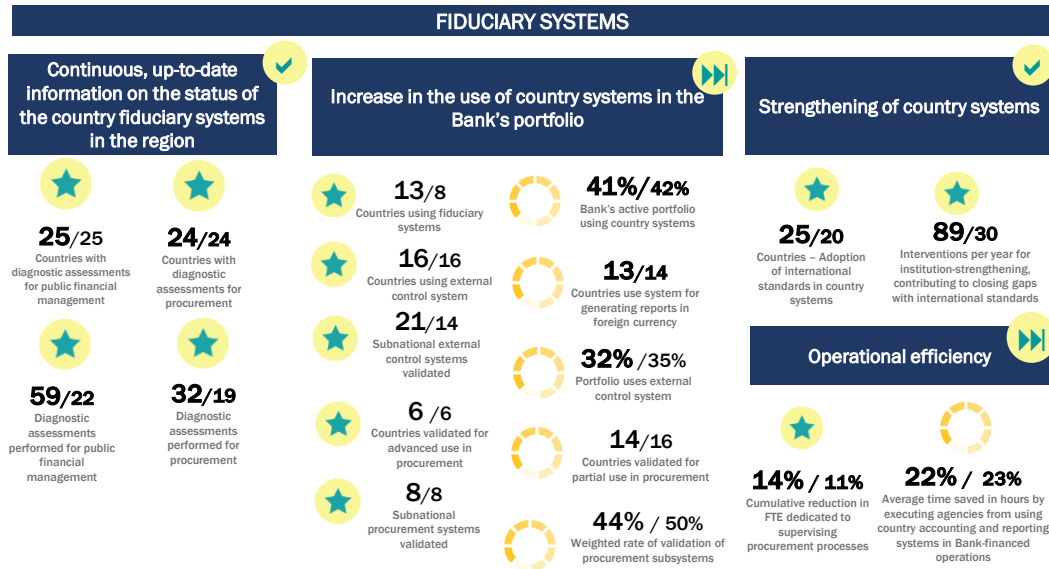 FIDUCIARY SYSTEMS
Continuous, up-to-date
information on the status of
the country fiduciary systems
in the region
25/25
Countries with
diagnostic assessments
for public financial
management
24/24
Countries with
diagnostic
assessments for
procurement
59/22
Diagnostic
assessments
performed for public
financial
management
32/19
Diagnostic
assessments
performed for
procurement
Increase in the use of country systems in the
Bank's portfolio
13/8
Countries using fiduciary
systems
16/16
Countries using external
control system
21/14
Subnational external
control systems
validated
6 /6
Countries validated for
advanced use in
procurement
8/8
Subnational
procurement systems
validated
41%/42%
Bank's active portfolio
using country systems
13/14
Countries use system for
generating reports in
foreign currency
32% /35%
Portfolio uses external
control system
14/16
Countries validated for
partial use in procurement
44% / 50%
Weighted rate of validation of
procurement subsystems
Strengthening of country systems
25/20
Countries – Adoption
of international
standards in country
systems
89/30
Interventions per year for
institution-strengthening,
contributing to closing gaps
with international standards
Operational efficiency
14% / 11%
Cumulative reduction in
FTE dedicated to
supervising
procurement processes
22% / 23%
Average time saved in hours by
executing agencies from using
country accounting and reporting
systems in Bank-financed
operations